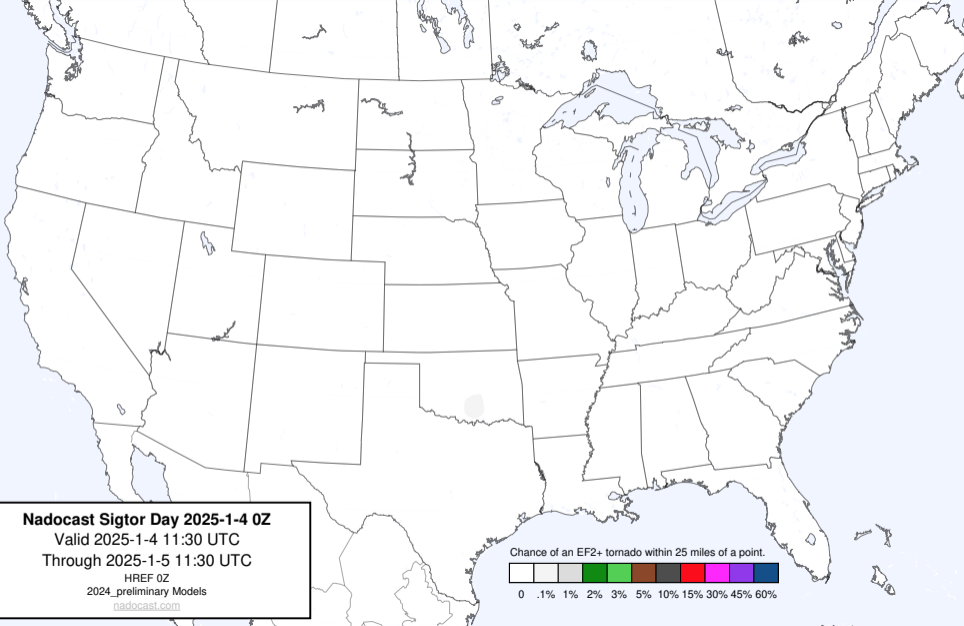 Nadocast Sigtor Day 2025-1-4 0Z
Valid 2025-1-4 11:30 UTC
Through 2025-1-5 11:30 UTC
HREF 0Z
2024_preliminary Models
nadocast.com
Chance of an EF2+ tornado within 25 miles of a point.
0 .1% 1% 2% 3% 5% 10% 15% 30% 45% 60%